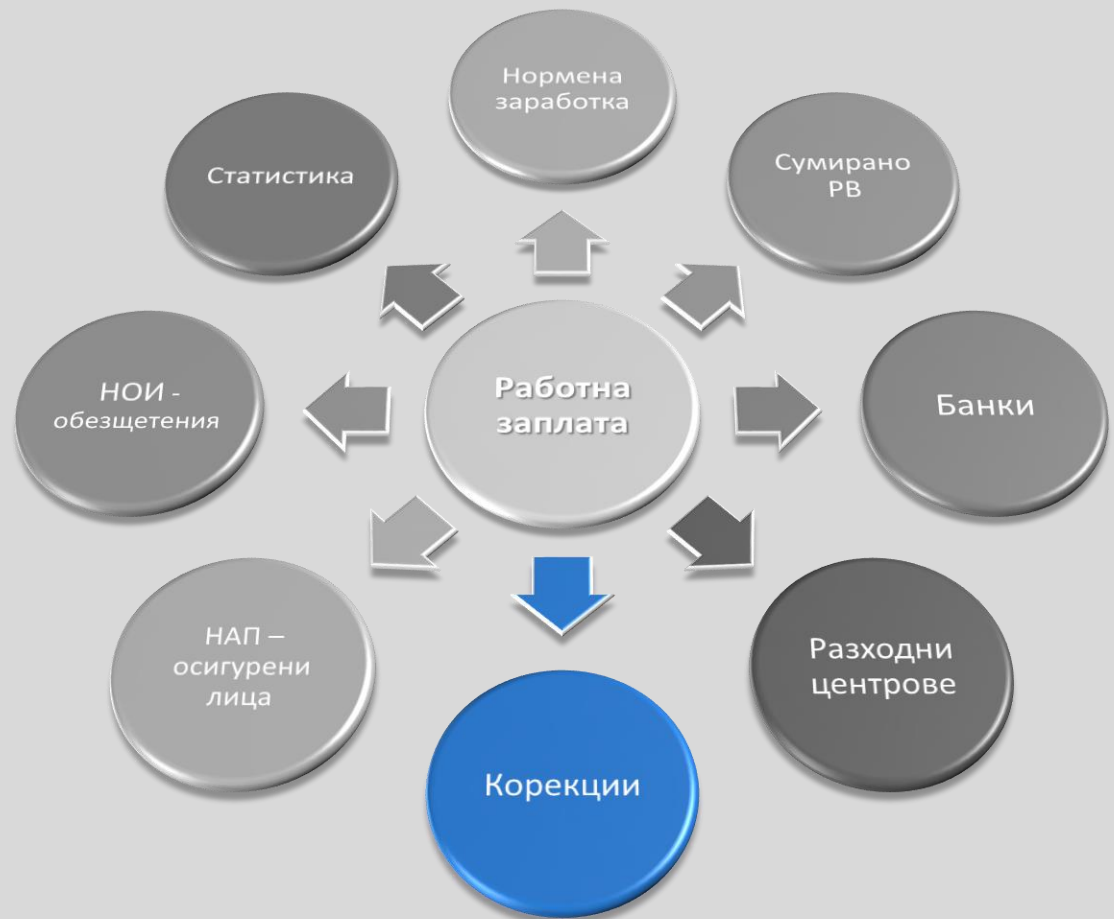 Нормена
заработка
Статистика
Сумирано
РВ
НОИ -
обезщетения
Работна
заплата
Банки
НАП –
осигурени
лица
Разходни
центрове
Корекции